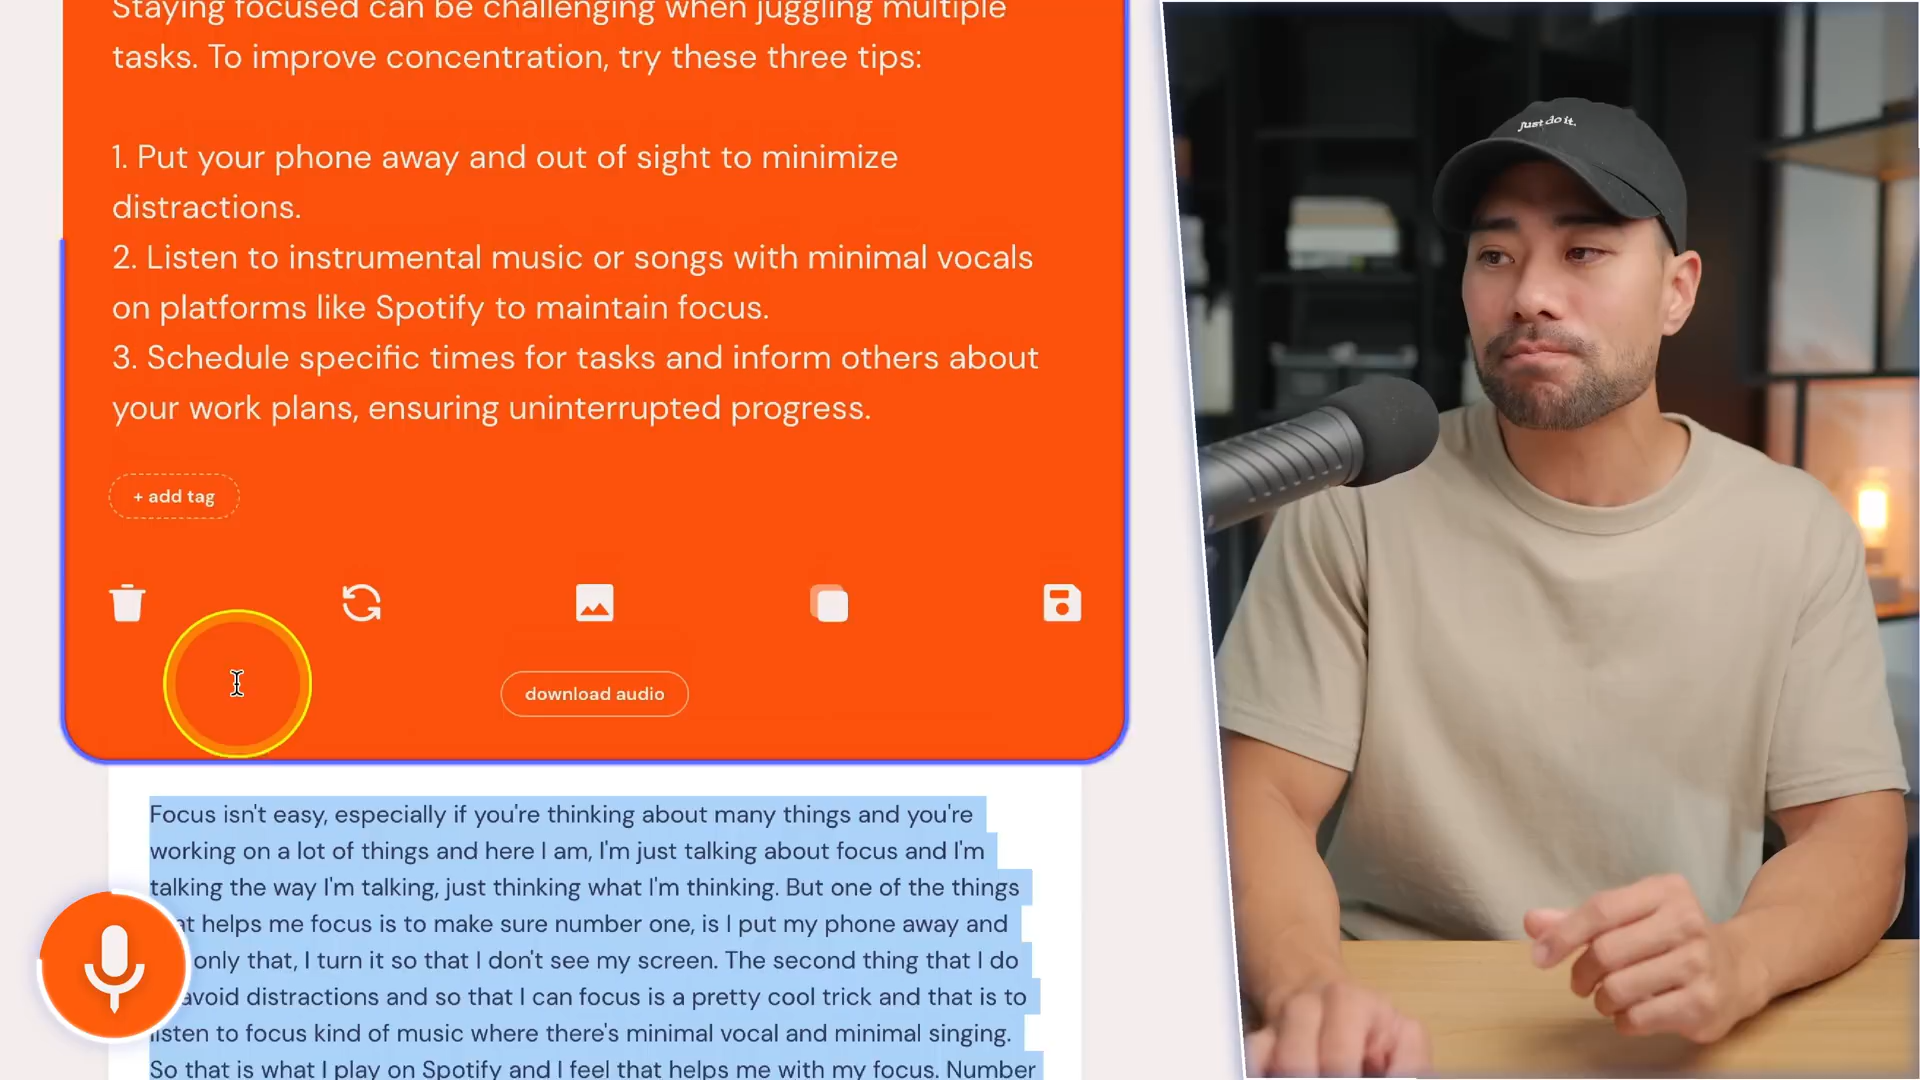 Staying focused can be challenging when juggling multiple
tasks. To improve concentration, try these three tips:
1. Put your phone away and out of sight to minimize
distractions.
2. Listen to instrumental music or songs with minimal vocals
on platforms like Spotify to maintain focus.
3. Schedule specific times for tasks and inform others about
your work plans, ensuring uninterrupted progress.
+ add tag
download audio
Focus isn't easy, especially if you're thinking about many things and you're
working on a lot of things and here I am, I'm just talking about focus and I'm
talking the way I'm talking, just thinking what I'm thinking. But one of the things
helps me focus is to make sure number one, is I put my phone away and
only that, I turn it so that I don't see my screen. The second thing that I do
avoid distractions and so that I can focus is a pretty cool trick and that is to
listen to focus kind of music where there's minimal vocal and minimal singing.
So that is what I play on Spotify and I feel that helps me with my focus. Number
just do it.